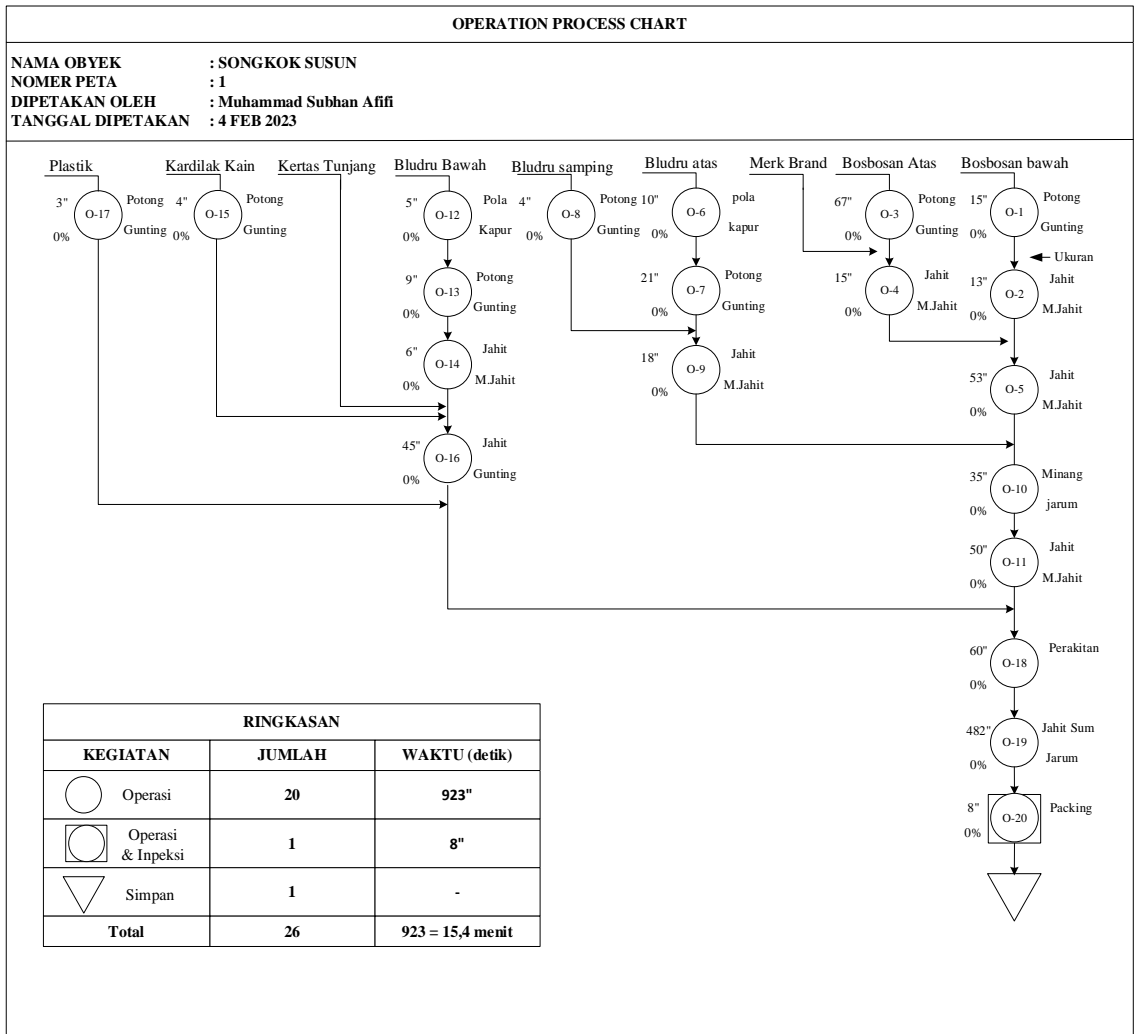 OPERATION PROCESS CHART
NAMA OBYEK : SONGKOK SUSUN
NOMER PETA : 1
DIPETAKAN OLEH : Muhammad Subhan Afifi
TANGGAL DIPETAKAN : 4 FEB 2023
Plastik Kardilak Kain Kertas Tunjang Bludru Bawah Bludru samping Bludru atas Merk Brand Bosbosan Atas Bosbosan bawah
3" O-17 Potong
0% Gunting
4" O-15 Potong
0% Gunting
5" O-12 Pola
0% Kapur
9" O-13 Potong
0% Gunting
6" O-14 Jahit
0% M.Jahit
45" O-16 Jahit
0% Gunting
4" O-8 Potong
0% Gunting
10" O-6 pola
0% kapur
21" O-7 Potong
0% Gunting
18" O-9 Jahit
0% M.Jahit
67" O-3 Potong
0% Gunting
15" O-4 Jahit
0% M.Jahit
15" O-1 Potong
0% Gunting
Ukuran
13" O-2 Jahit
0% M.Jahit
53" O-5 Jahit
0% M.Jahit
35" O-10 Minang
0% jarum
50" O-11 Jahit
0% M.Jahit
60" O-18 Perakitan
0%
482" O-19 Jahit Sum
0% Jarum
8" O-20 Packing
0%
RINGKASAN
KEGIATAN JUMLAH WAKTU (detik)
Operasi 20 923"
Operasi
& Inpeksi 1 8"
Simpan 1 -
Total 26 923 = 15,4 menit